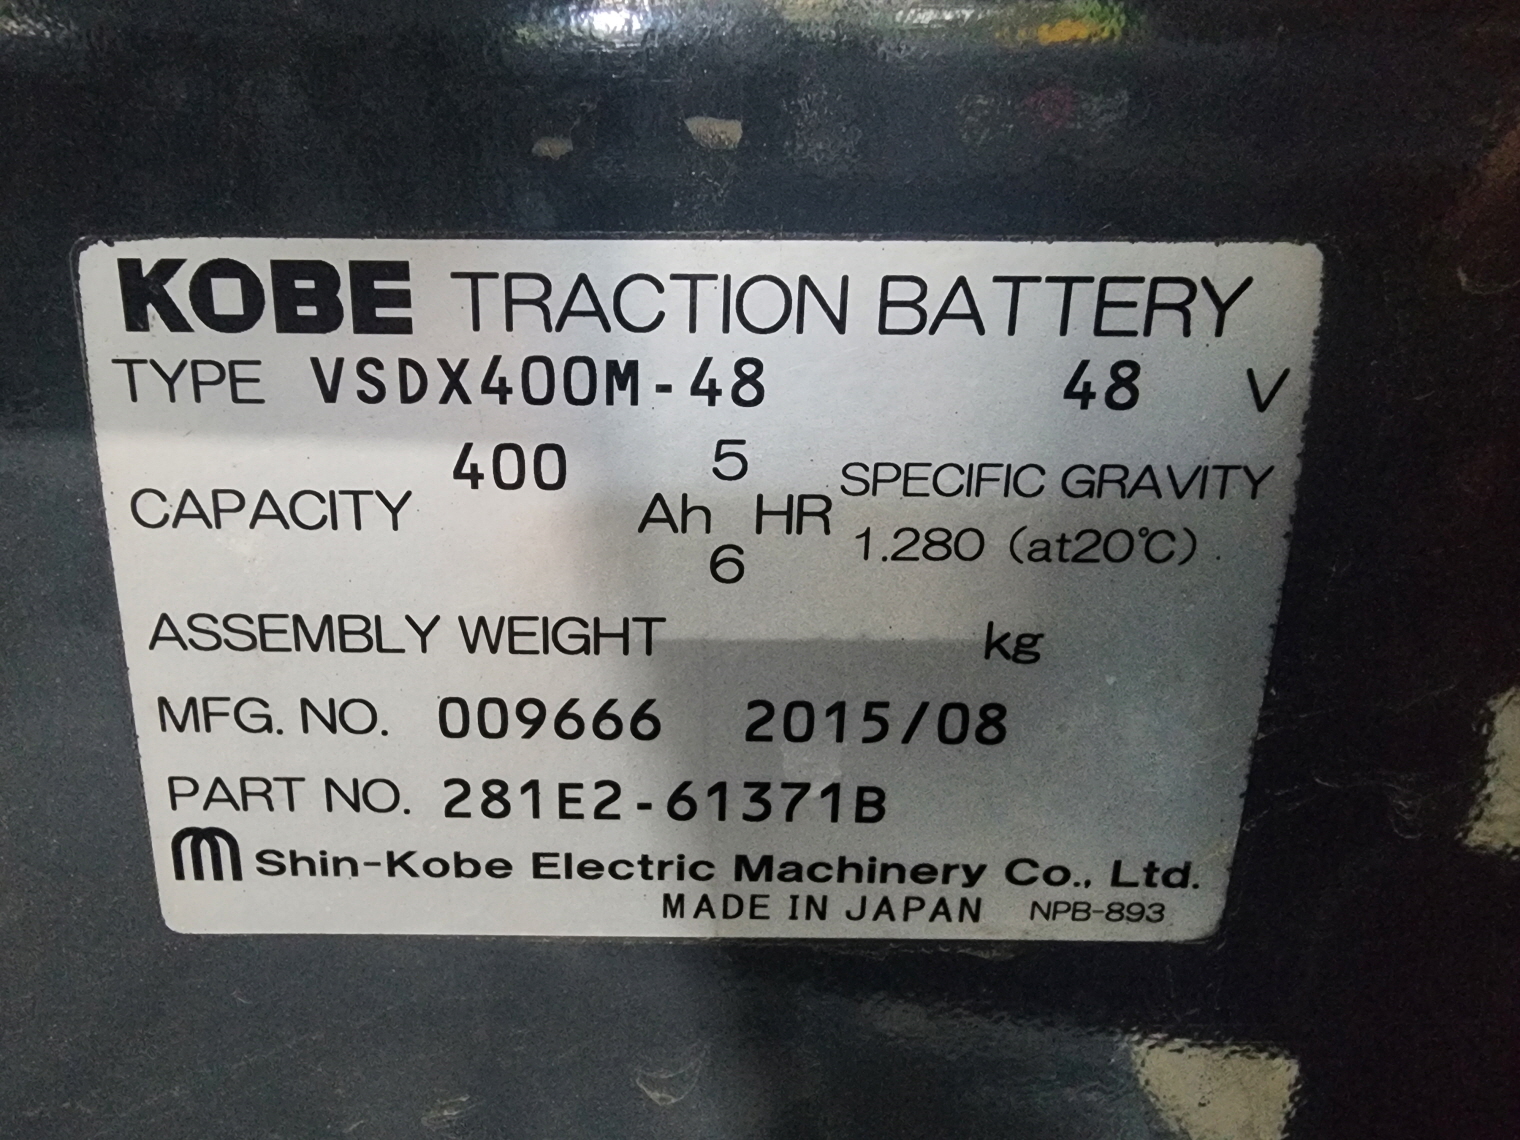 KOBE TRACTION BATTERY
TYPE VSDX400M-48 48 V
CAPACITY 400 Ah 5 6 HR
SPECIFIC GRAVITY
1.280 (at20℃)
ASSEMBLY WEIGHT kg
MFG. NO. 009666 2015/08
PART NO. 281E2-61371B
Shin-Kobe Electric Machinery Co., Ltd.
MADE IN JAPAN NPB-893